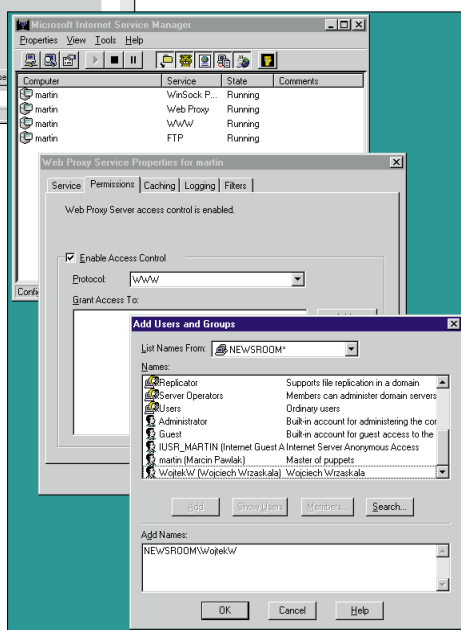 Microsoft Internet Service Manager
Properties View Tools Help
Computer Service State Comments
martin WinSock P... Running
martin Web Proxy Running
martin WWW Running
martin FTP Running
Web Proxy Service Properties for martin
Service Permissions Caching Logging Filters
Web Proxy Server access control is enabled.
Enable Access Control
Protocol: WWW
Grant Access To:
Add Users and Groups
List Names From: NEWSROOM*
Names:
Replicator Supports file replication in a domain
Server Operators Members can administer domain servers
Users Ordinary users
Administrator Built-in account for administering the cor
Guest Built-in account for guest access to the
IUSR_MARTIN (Internet Guest A Internet Server Anonymous Access
martin (Marcin Pawlak) Master of puppets
WojtekW (Wojciech Wrzaskala) Wojciech Wrzaskala
Add Show Users Members... Search...
Add Names:
NEWSROOM\WojtekW
OK Cancel Help